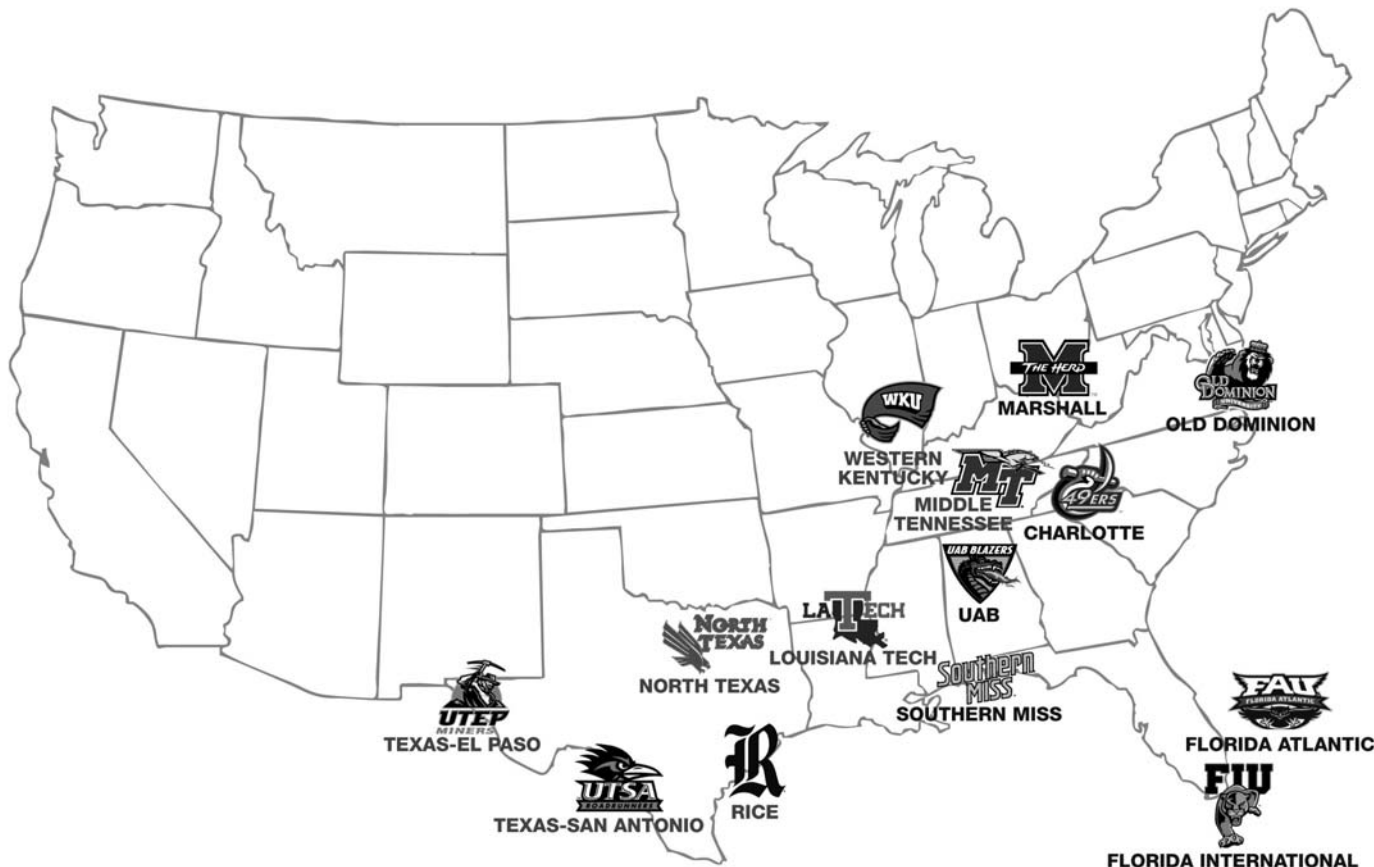 THE HERD
MARSHALL
OLD DOMINION
UNIVERSITY
OLD DOMINION
WKU
WESTERN
KENTUCKY
MT
MIDDLE
TENNESSEE
49ERS
CHARLOTTE
UAB BLAZERS
UAB
LA TECH
LOUISIANA TECH
NORTH
TEXAS
NORTH TEXAS
Southern
MISS
SOUTHERN MISS
UTEP
MINERS
TEXAS-EL PASO
FAU
FLORIDA ATLANTIC
FLORIDA ATLANTIC
UTSA
ROADRUNNERS
TEXAS-SAN ANTONIO
R
RICE
FIU
FLORIDA INTERNATIONAL